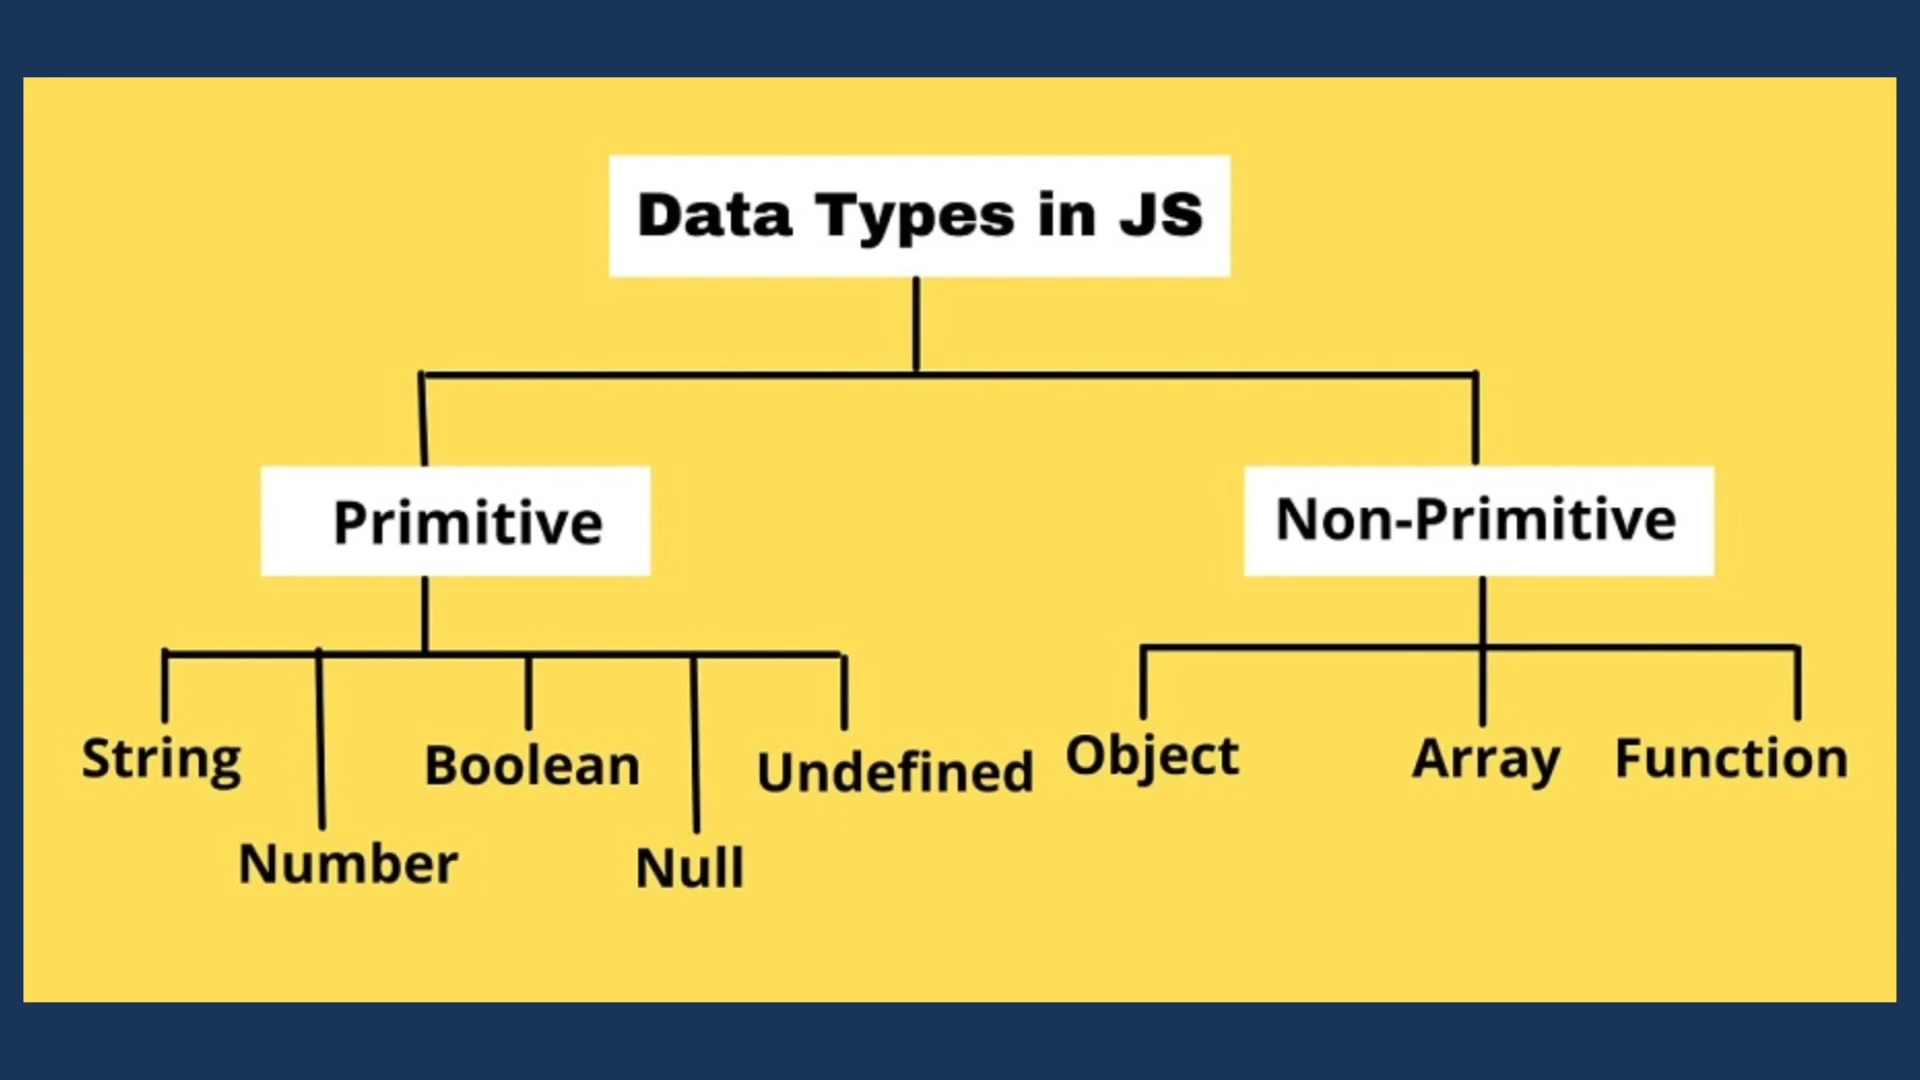 Data Types in JS
Primitive
Non-Primitive
String
Boolean
Undefined
Object
Array
Function
Number
Null